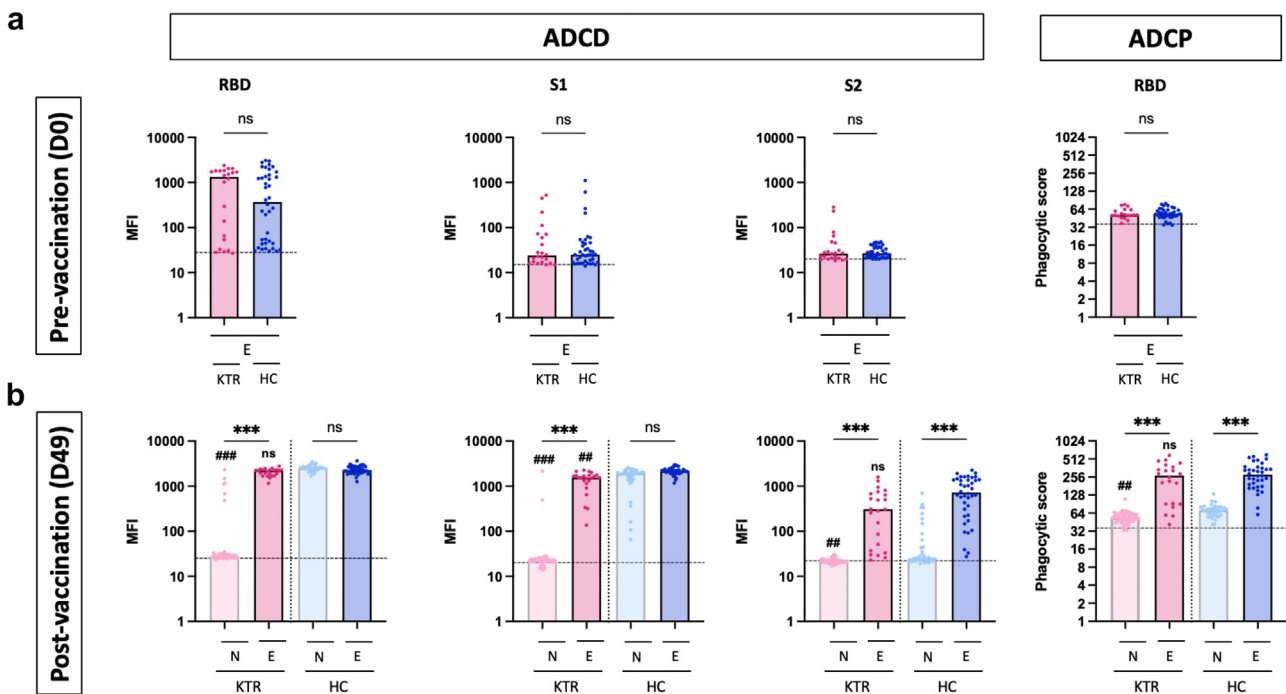 a
ADCD
ADCP
Pre-vaccination (D0)
RBD
S1
S2
RBD
ns
ns
ns
ns
MFI
10000
1000
100
10
1
MFI
10000
1000
100
10
1
MFI
10000
1000
100
10
1
Phagocytic score
1024
512
256
128
64
32
16
8
4
2
1
E
KTR HC
E
KTR HC
E
KTR HC
E
KTR HC
b
Post-vaccination (D49)
*** ns
### ns
MFI
10000
1000
100
10
1
N E N E
KTR HC
*** ns
### ##
MFI
10000
1000
100
10
1
N E N E
KTR HC
*** ***
## ns
MFI
10000
1000
100
10
1
N E N E
KTR HC
*** ***
## ns
Phagocytic score
1024
512
256
128
64
32
16
8
4
2
1
N E N E
KTR HC